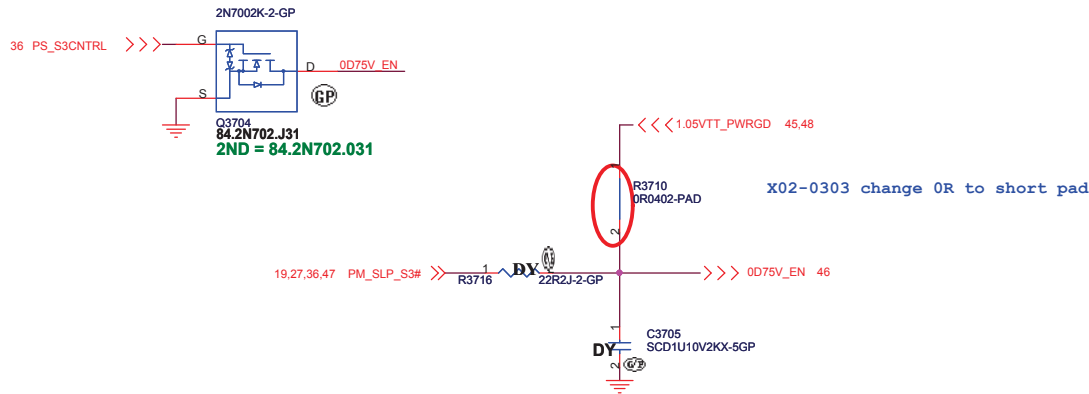 2N7002K-2-GP
36 PS_S3CNTRL
G
D
0D75V_EN
S
GP
Q3704
84.2N702.J31
2ND = 84.2N702.031
1.05VTT_PWRGD 45,48
1
R3710
0R0402-PAD
X02-0303 change 0R to short pad
2
19,27,36,47 PM_SLP_S3#
1
DY
R3716
22R2J-2-GP
0D75V_EN 46
1
C3705
SCD1U10V2KX-5GP
DY
2